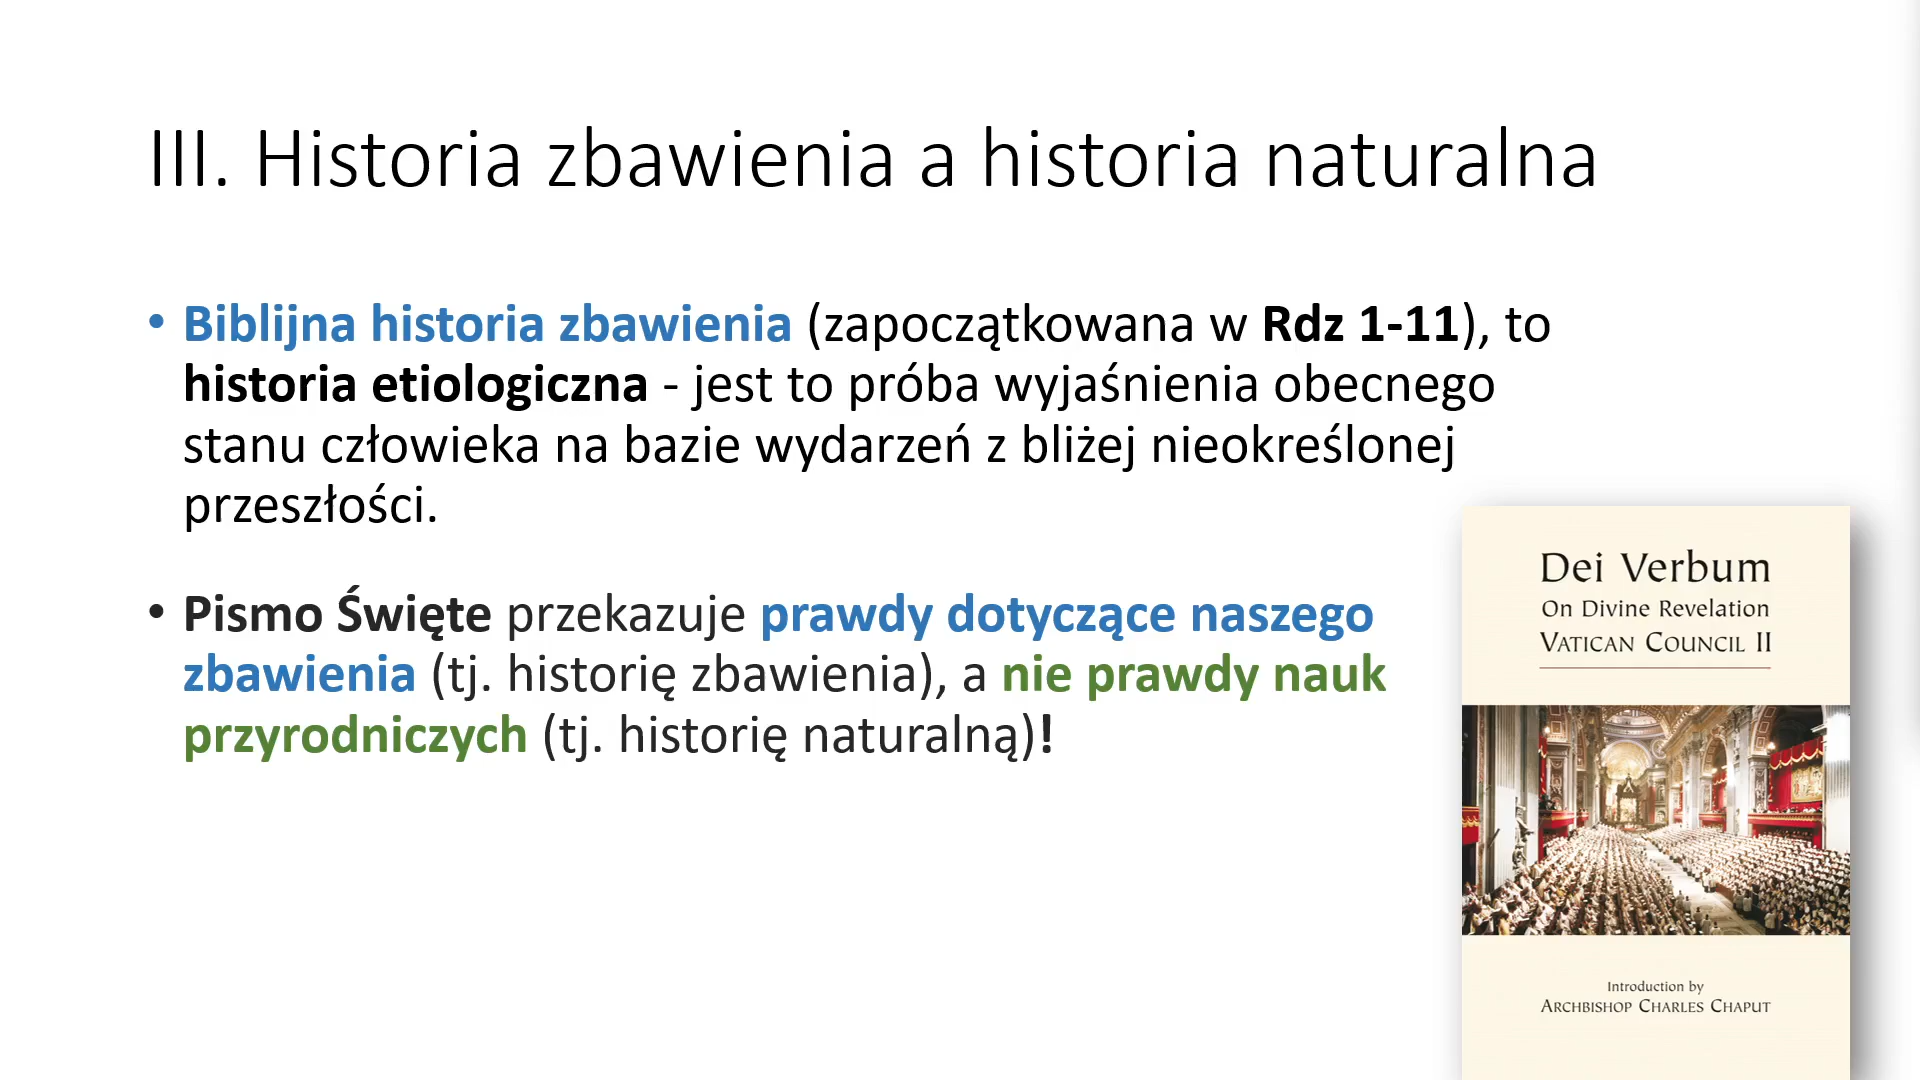 III. Historia zbawienia a historia naturalna
• Biblijna historia zbawienia (zapoczątkowana w Rdz 1-11), to
historia etiologiczna - jest to próba wyjaśnienia obecnego
stanu człowieka na bazie wydarzeń z bliżej nieokreślonej
przeszłości.
• Pismo Święte przekazuje prawdy dotyczące naszego
zbawienia (tj. historię zbawienia), a nie prawdy nauk
przyrodniczych (tj. historię naturalną)!
Dei Verbum
On Divine Revelation
VATICAN COUNCIL II
Introduction by
ARCHBISHOP CHARLES CHAPUT